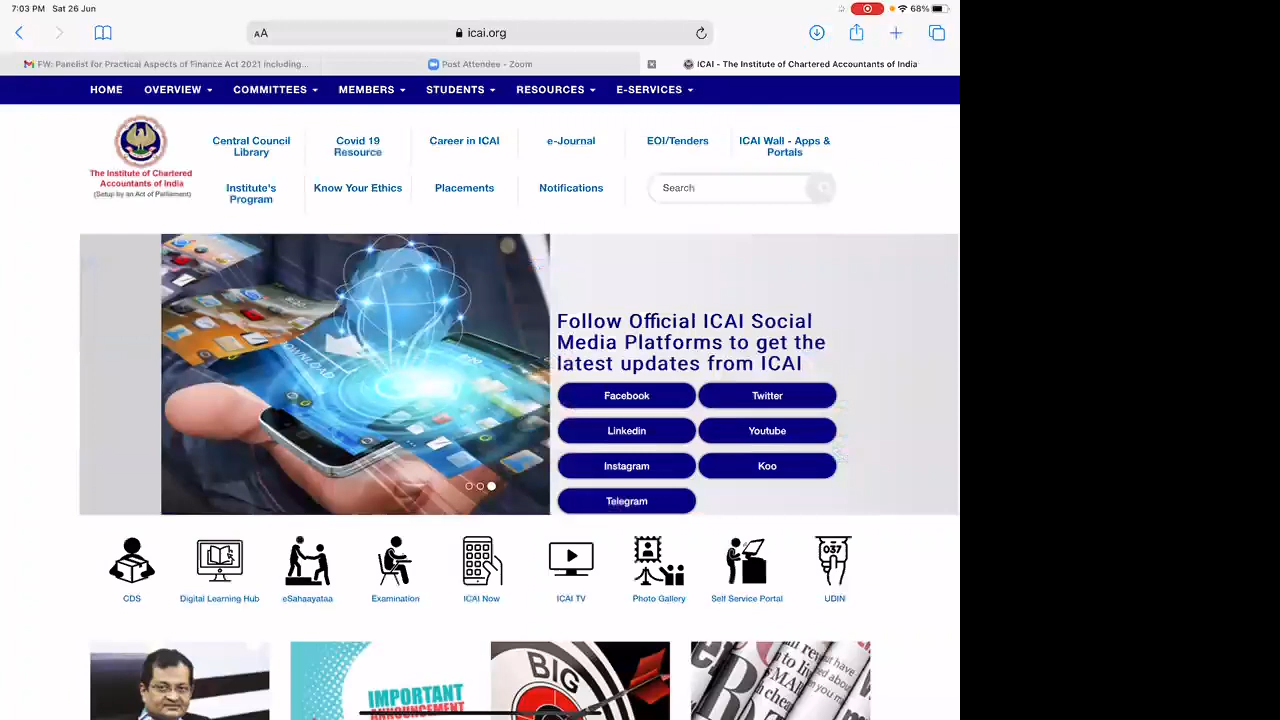 7:03 PM Sat 26 Jun
68%
AA
icai.org
FW: Panelist for Practical Aspects of Finance Act 2021 including...
Post Attendee - Zoom
ICAI - The Institute of Chartered Accountants of India
HOME OVERVIEW COMMITTEES MEMBERS STUDENTS RESOURCES E-SERVICES
The Institute of Chartered
Accountants of India
(Setup by an Act of Parliament)
Central Council
Library
Covid 19
Resource
Career in ICAI
e-Journal
EOI/Tenders
ICAI Wall - Apps &
Portals
Institute's
Program
Know Your Ethics
Placements
Notifications
Search
DOWNLOAD
Follow Official ICAI Social
Media Platforms to get the
latest updates from ICAI
Facebook Twitter
Linkedin Youtube
Instagram Koo
Telegram
037
CDS Digital Learning Hub eSahaayataa Examination ICAI Now ICAI TV Photo Gallery Self Service Portal UDIN
IMPORTANT
ANNOUNCEMENT
BIG